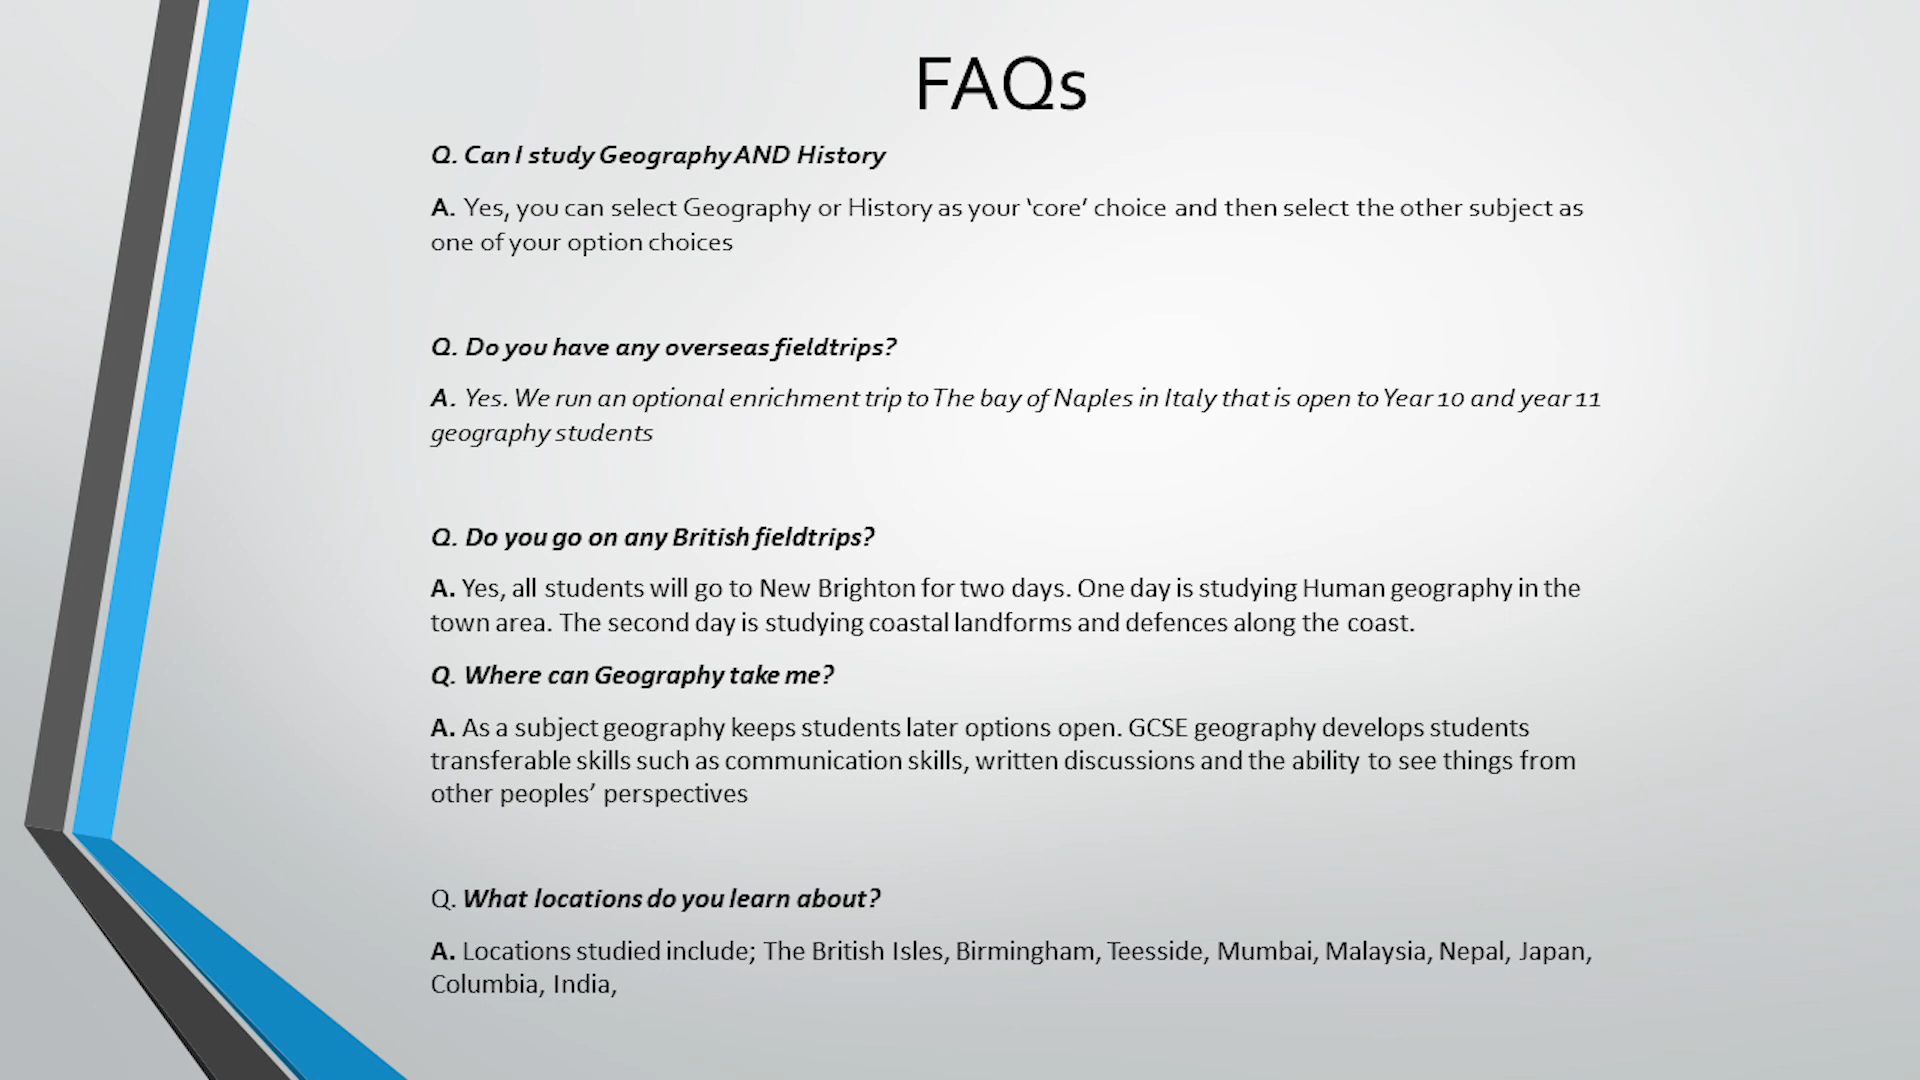 FAQs
Q. Can I study Geography AND History
A. Yes, you can select Geography or History as your ‘core’ choice and then select the other subject as
one of your option choices
Q. Do you have any overseas fieldtrips?
A. Yes. We run an optional enrichment trip to The bay of Naples in Italy that is open to Year 10 and year 11
geography students
Q. Do you go on any British fieldtrips?
A. Yes, all students will go to New Brighton for two days. One day is studying Human geography in the
town area. The second day is studying coastal landforms and defences along the coast.
Q. Where can Geography take me?
A. As a subject geography keeps students later options open. GCSE geography develops students
transferable skills such as communication skills, written discussions and the ability to see things from
other peoples’ perspectives
Q. What locations do you learn about?
A. Locations studied include; The British Isles, Birmingham, Teesside, Mumbai, Malaysia, Nepal, Japan,
Columbia, India,